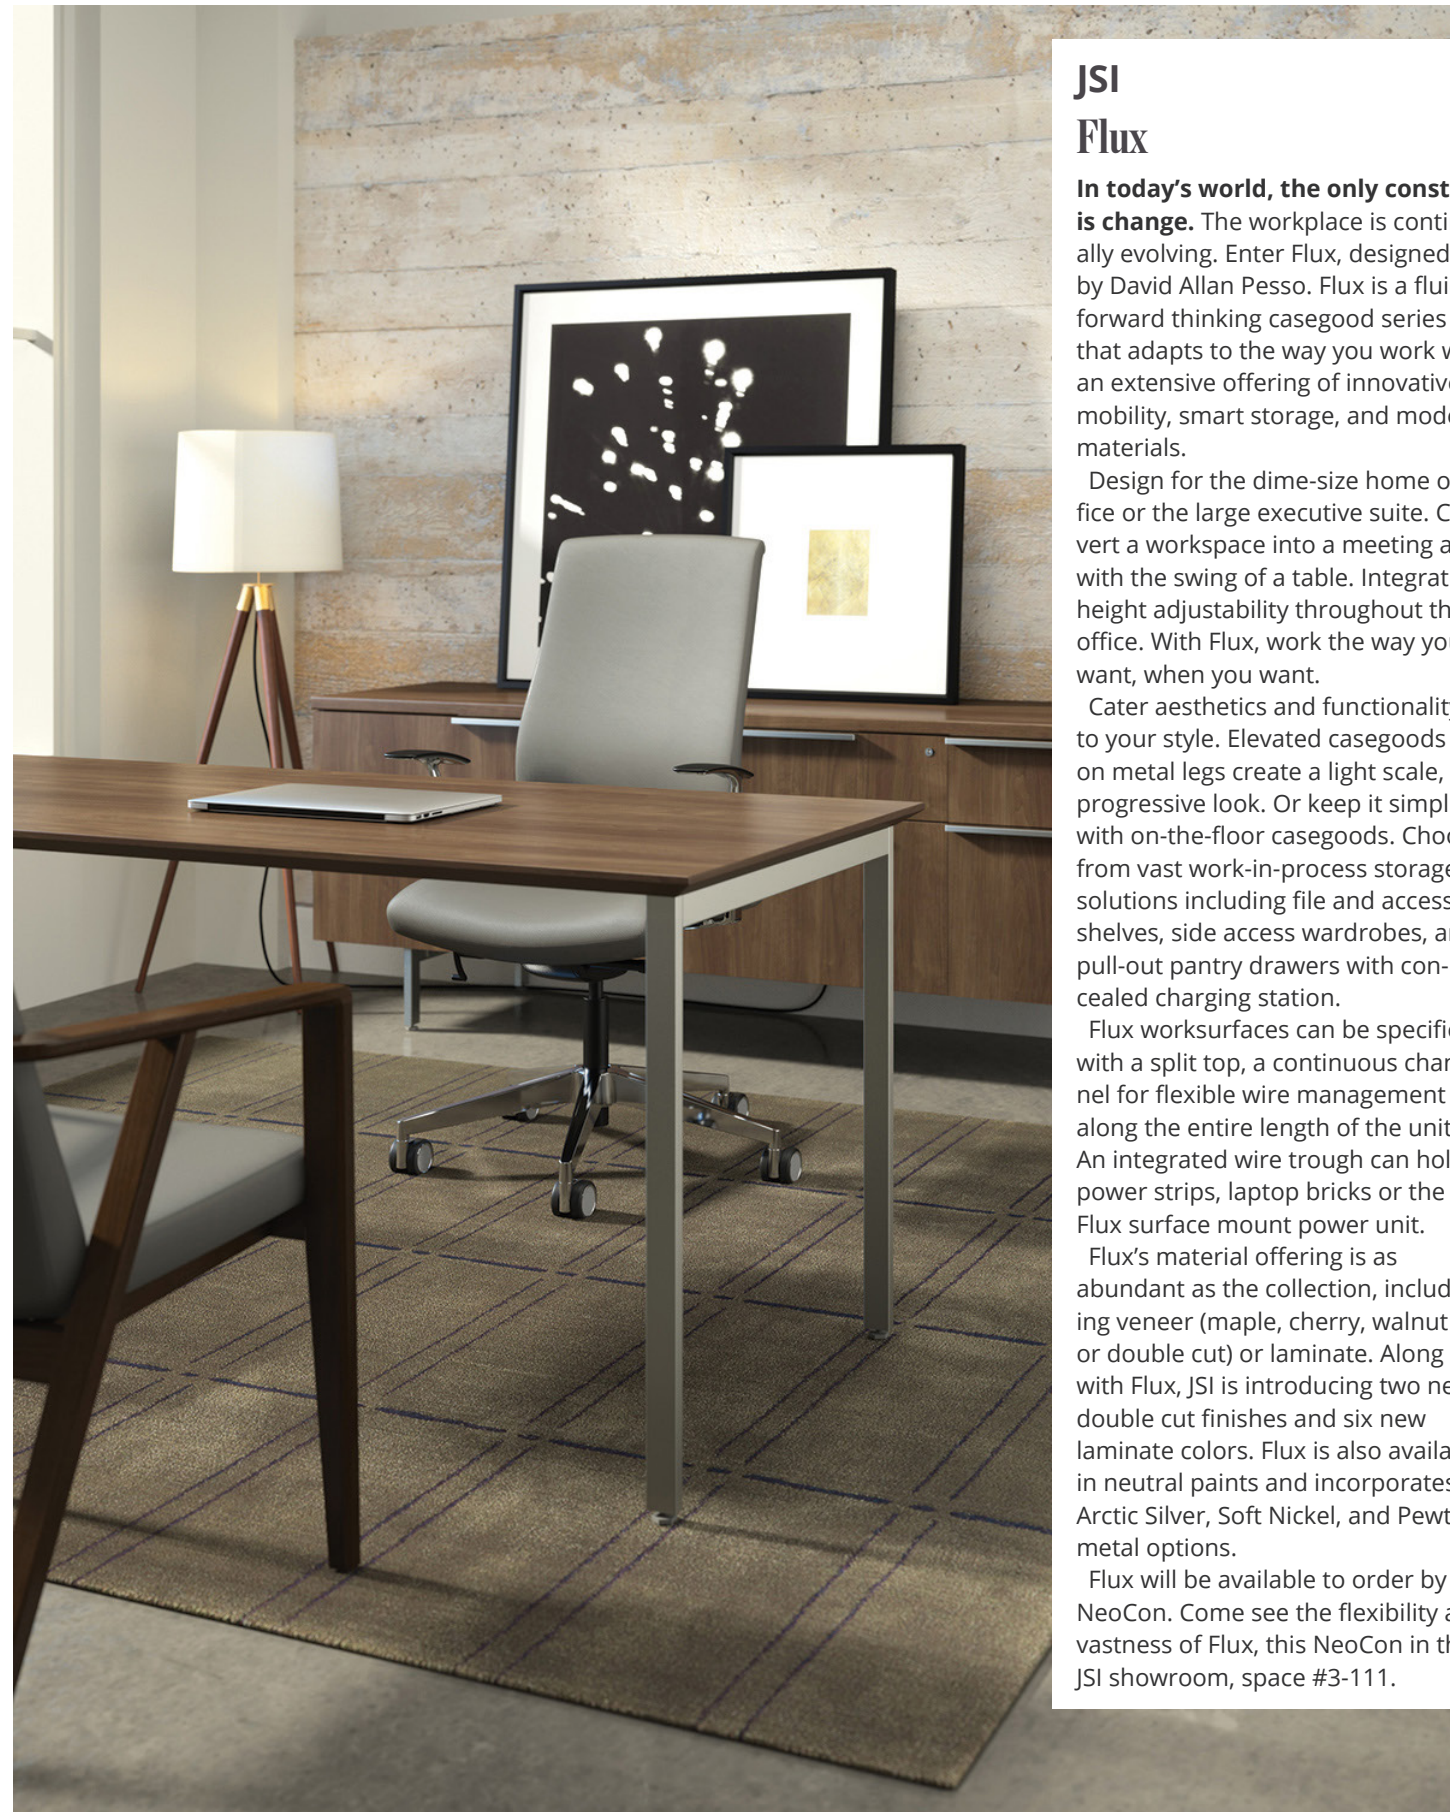 JSI
Flux
In today’s world, the only const
is change. The workplace is conti
ally evolving. Enter Flux, designed
by David Allan Pesso. Flux is a flui
forward thinking casegood series
that adapts to the way you work w
an extensive offering of innovative
mobility, smart storage, and mode
materials.
Design for the dime-size home o
fice or the large executive suite. C
vert a workspace into a meeting a
with the swing of a table. Integrat
height adjustability throughout th
office. With Flux, work the way you
want, when you want.
Cater aesthetics and functionality
to your style. Elevated casegoods
on metal legs create a light scale,
progressive look. Or keep it simpl
with on-the-floor casegoods. Choo
from vast work-in-process storage
solutions including file and access
shelves, side access wardrobes, an
pull-out pantry drawers with con-
cealed charging station.
Flux worksurfaces can be specifie
with a split top, a continuous chan
nel for flexible wire management
along the entire length of the unit
An integrated wire trough can hol
power strips, laptop bricks or the
Flux surface mount power unit.
Flux’s material offering is as
abundant as the collection, includ
ing veneer (maple, cherry, walnut
or double cut) or laminate. Along
with Flux, JSI is introducing two ne
double cut finishes and six new
laminate colors. Flux is also availa
in neutral paints and incorporates
Arctic Silver, Soft Nickel, and Pewt
metal options.
Flux will be available to order by
NeoCon. Come see the flexibility a
vastness of Flux, this NeoCon in th
JSI showroom, space #3-111.